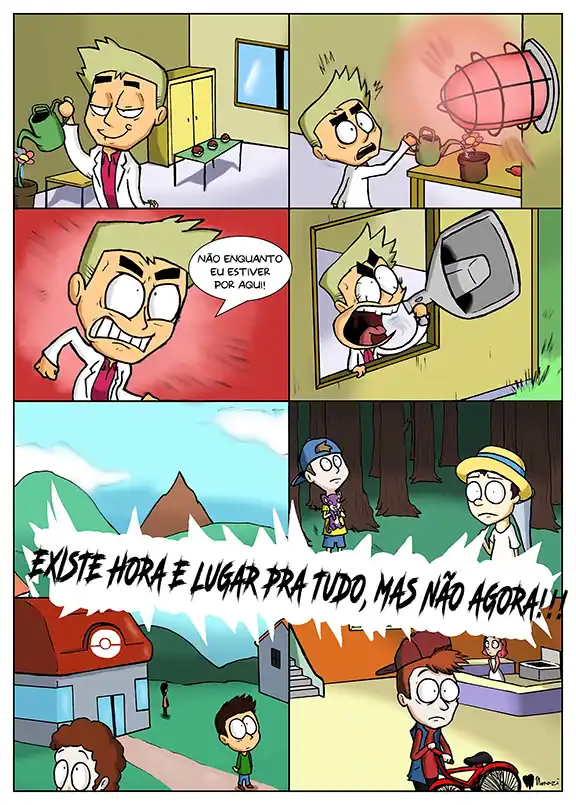 NÃO ENQUANTO
EU ESTIVER
POR AQUI!
EXISTE HORA E LUGAR PRA TUDO, MAS NÃO AGORA!!!